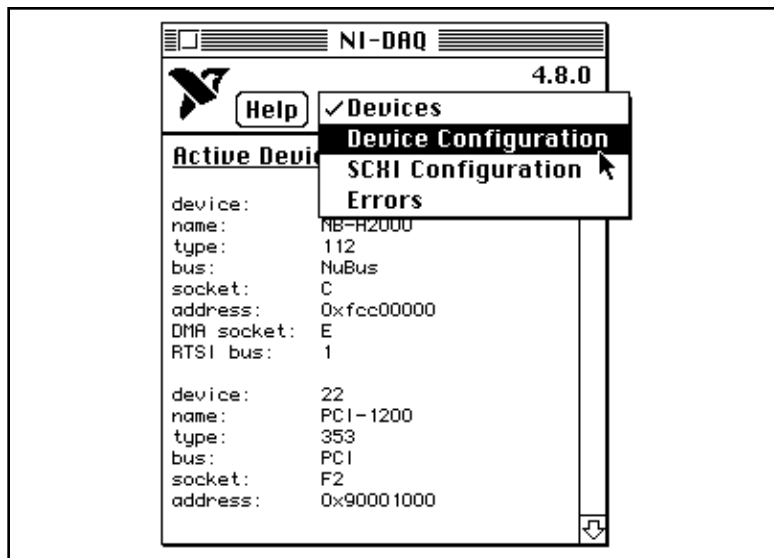 NI-DAQ
4.8.0
Help
✓Devices
Device Configuration
SCXI Configuration
Errors
Active Devi
device:
name: NB-A2000
type: 112
bus: NuBus
socket: C
address: 0xfcc00000
DMA socket: E
RTSI bus: 1
device: 22
name: PCI-1200
type: 353
bus: PCI
socket: F2
address: 0x90001000